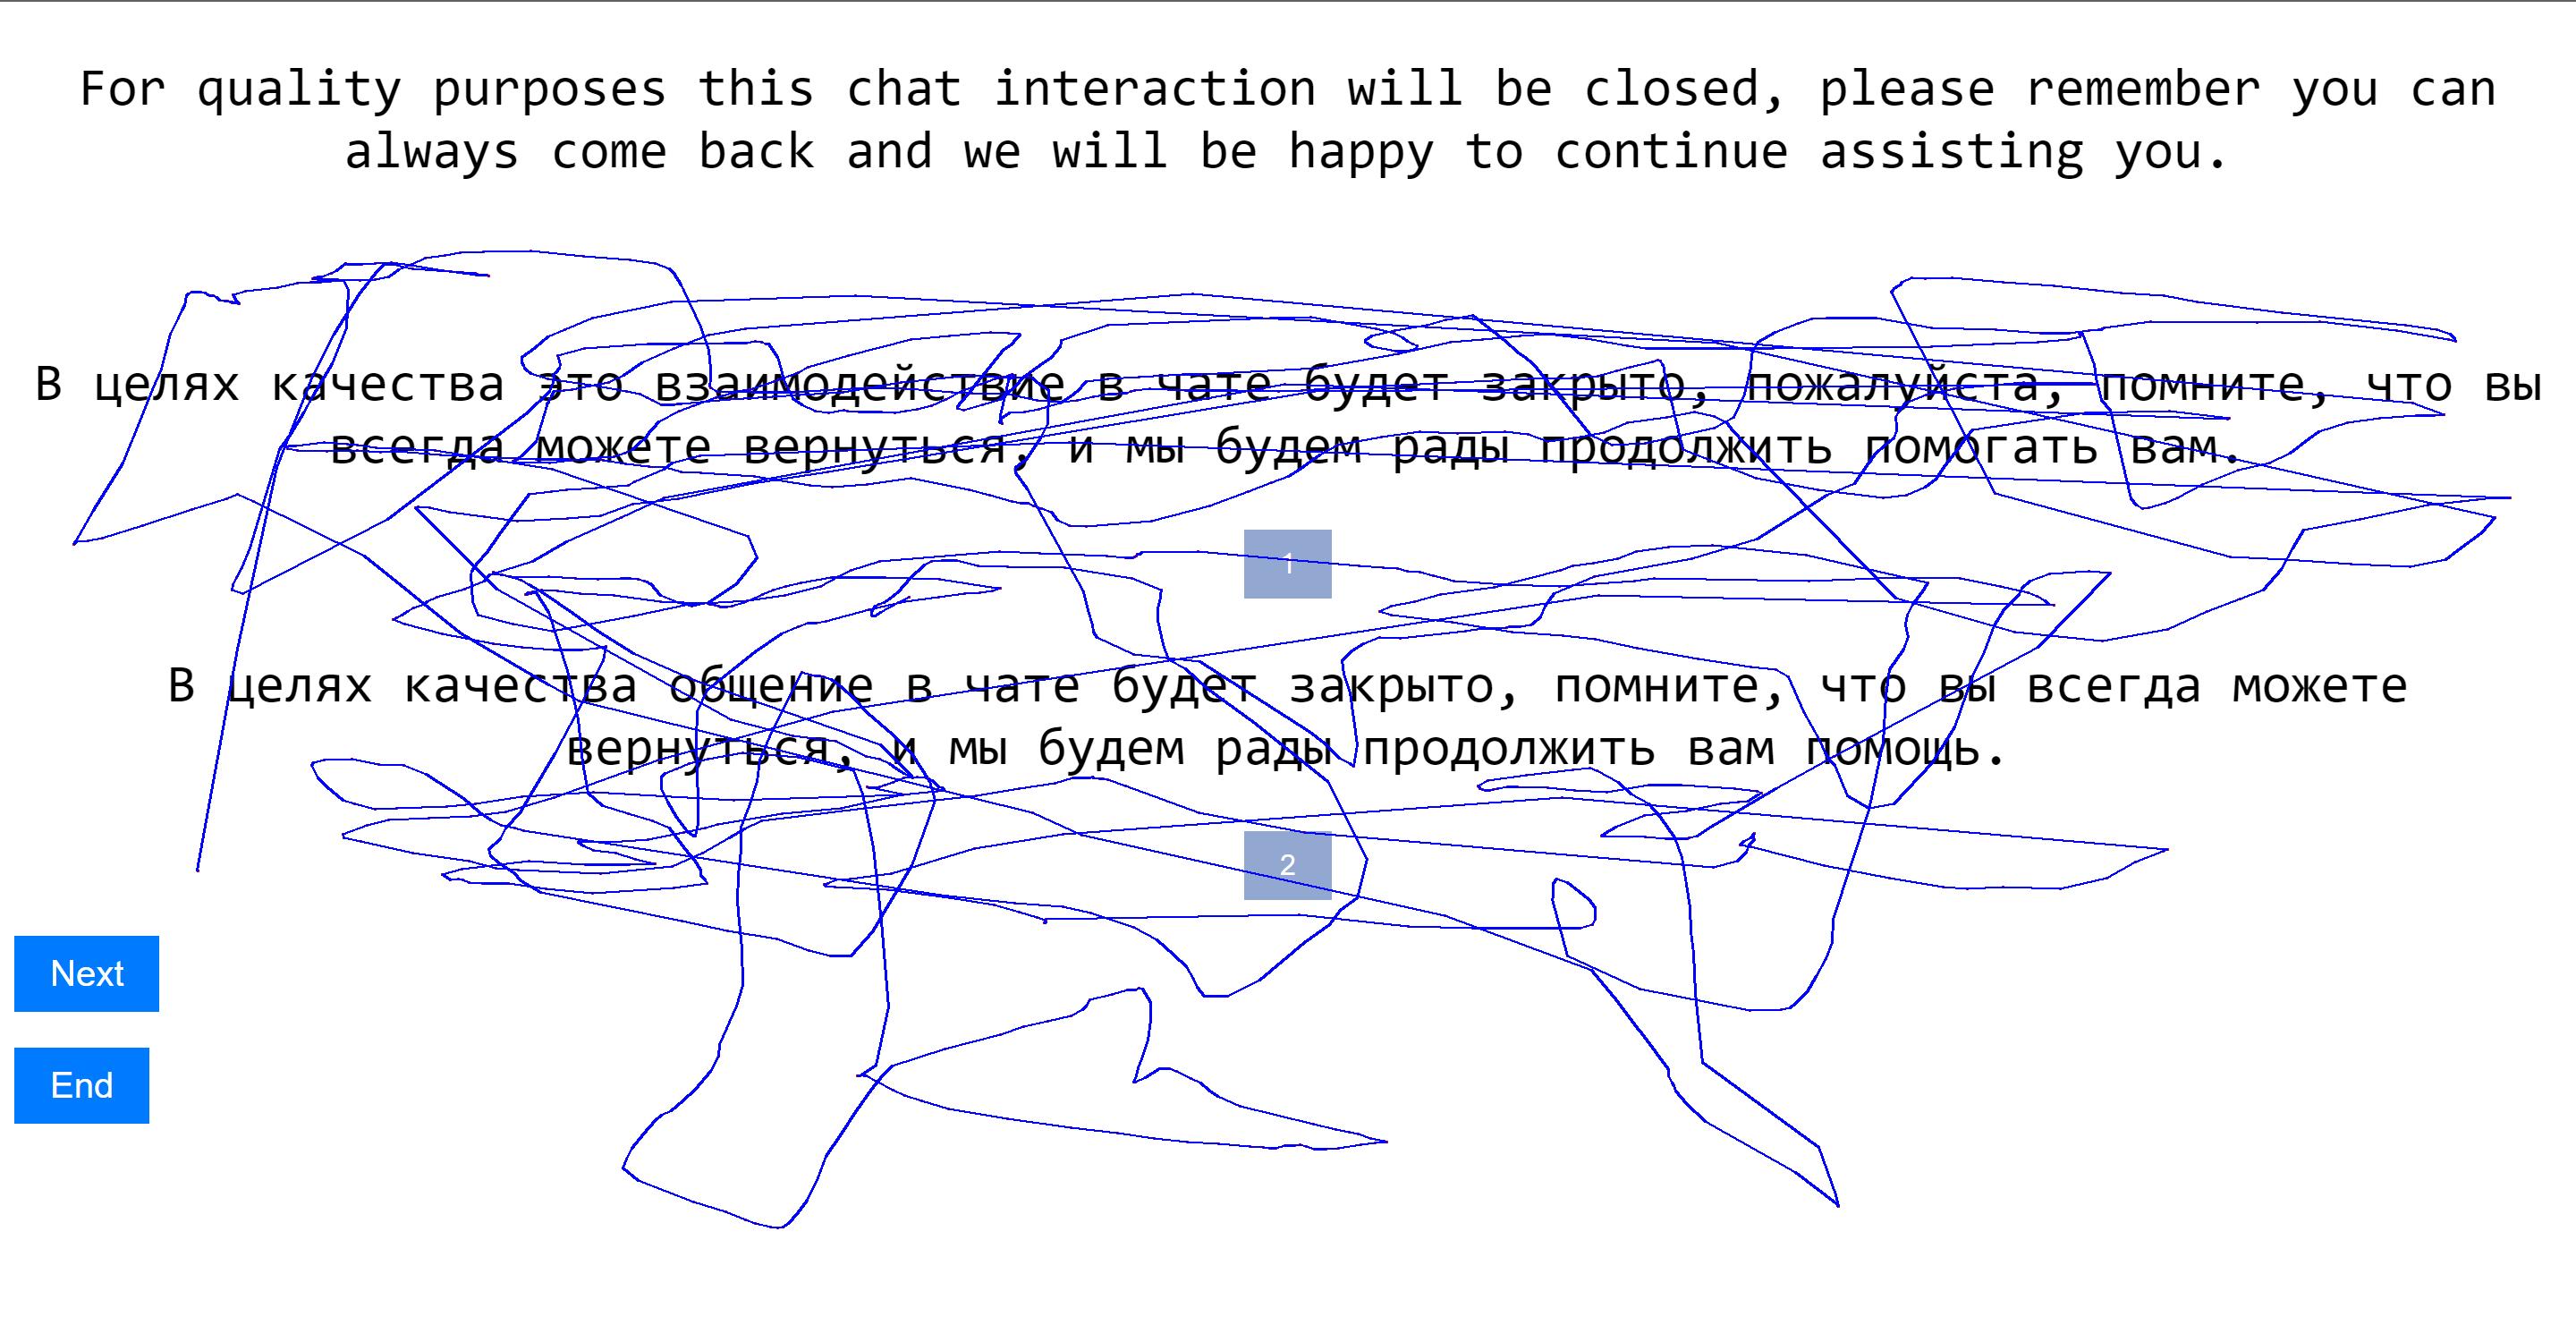 For quality purposes this chat interaction will be closed, please remember you can
always come back and we will be happy to continue assisting you.
В целях качества это взаимодействие в чате будет закрыто, пожалуйста, помните, что вы
всегда можете вернуться, и мы будем рады продолжить помогать вам.
1
В целях качества общение в чате будет закрыто, помните, что вы всегда можете
вернуться, и мы будем рады продолжить вам помощь.
2
Next
End